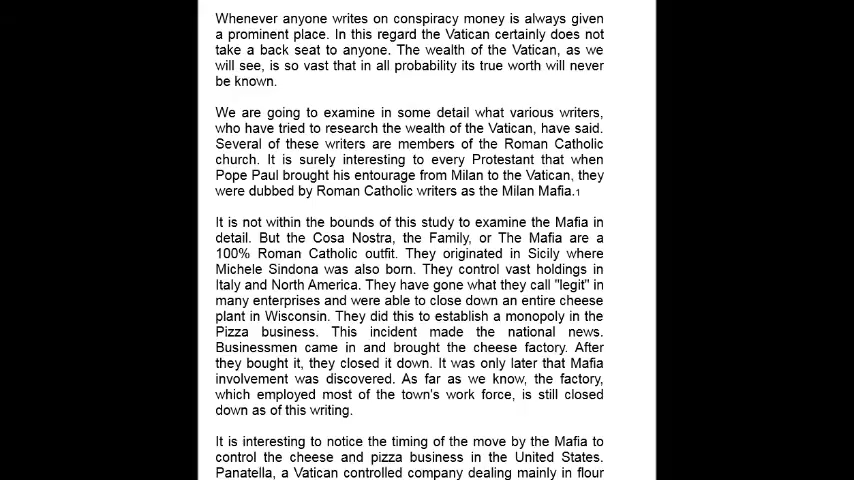 Whenever anyone writes on conspiracy money is always given
a prominent place. In this regard the Vatican certainly does not
take a back seat to anyone. The wealth of the Vatican, as we
will see, is so vast that in all probability its true worth will never
be known.
We are going to examine in some detail what various writers,
who have tried to research the wealth of the Vatican, have said.
Several of these writers are members of the Roman Catholic
church. It is surely interesting to every Protestant that when
Pope Paul brought his entourage from Milan to the Vatican, they
were dubbed by Roman Catholic writers as the Milan Mafia.1
It is not within the bounds of this study to examine the Mafia in
detail. But the Cosa Nostra, the Family, or The Mafia are a
100% Roman Catholic outfit. They originated in Sicily where
Michele Sindona was also born. They control vast holdings in
Italy and North America. They have gone what they call "legit" in
many enterprises and were able to close down an entire cheese
plant in Wisconsin. They did this to establish a monopoly in the
Pizza business. This incident made the national news.
Businessmen came in and brought the cheese factory. After
they bought it, they closed it down. It was only later that Mafia
involvement was discovered. As far as we know, the factory,
which employed most of the town's work force, is still closed
down as of this writing.
It is interesting to notice the timing of the move by the Mafia to
control the cheese and pizza business in the United States.
Panatella, a Vatican controlled company dealing mainly in flour